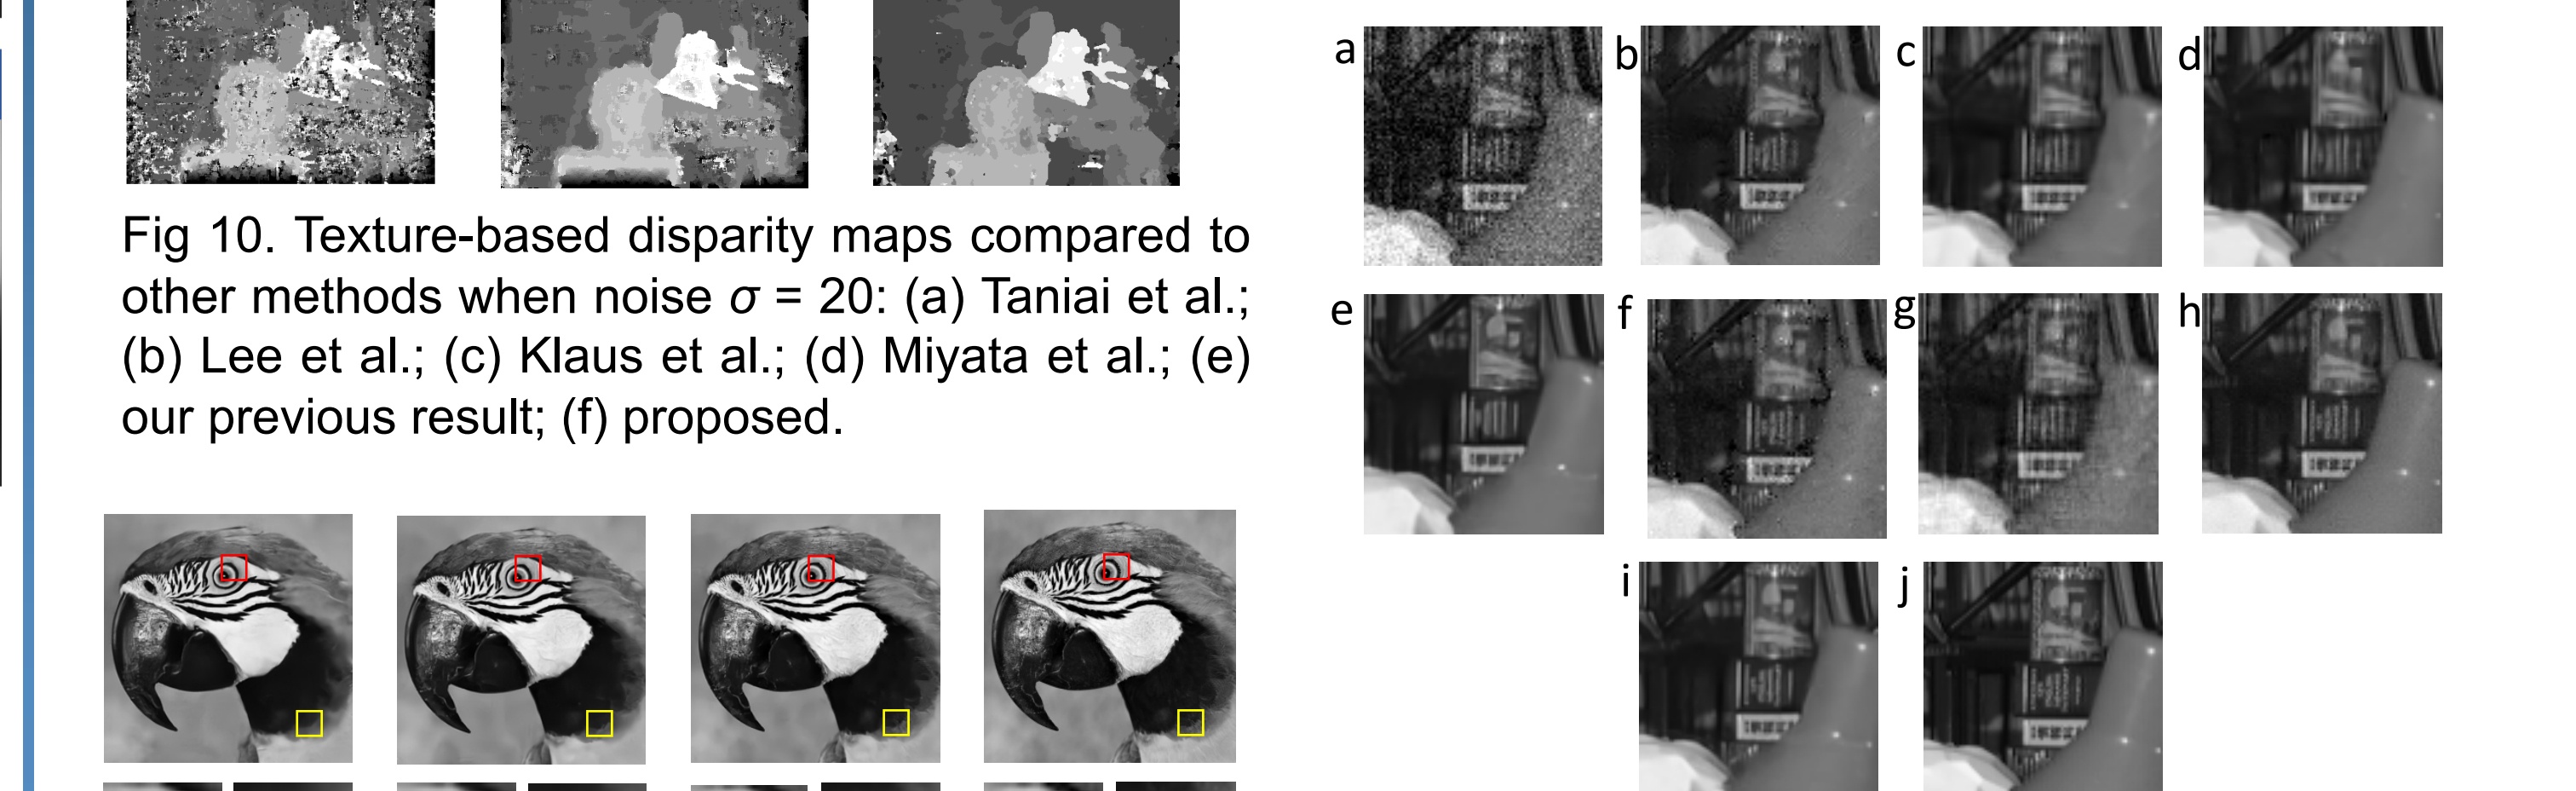 Fig 10. Texture-based disparity maps compared to
other methods when noise σ = 20: (a) Taniai et al.;
(b) Lee et al.; (c) Klaus et al.; (d) Miyata et al.; (e)
our previous result; (f) proposed.
a
b
c
d
e
f
g
h
i
j